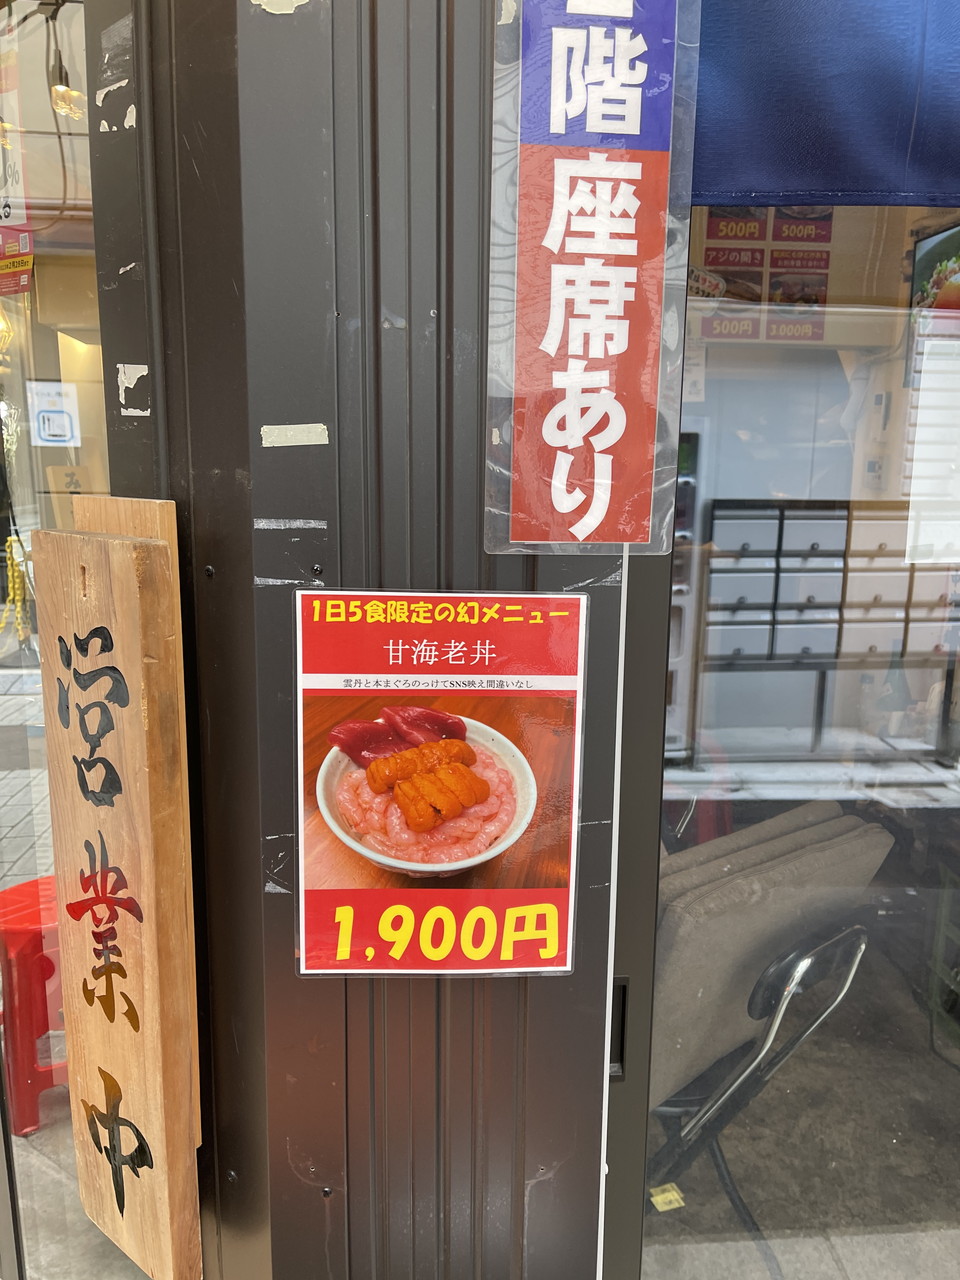 階座席あり
営業中
1日5食限定の幻メニュー
甘海老丼
雲丹と本まぐろのっけてSNS映え間違いなし
1,900円
500円
500円〜
アジの開き
500円
3,000円〜